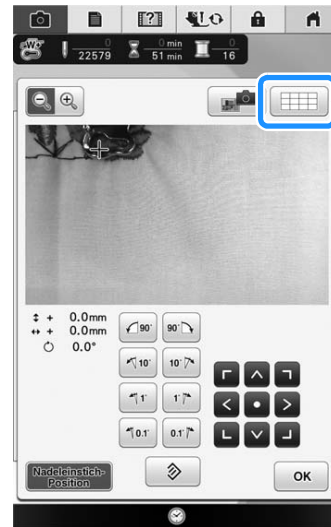 0 0 min 0
22579 51 min 16
+ 0.0mm
+ 0.0mm
0.0°
90° 90°
10° 10°
1° 1°
0.1° 0.1°
Nadeleinstich-
Position
OK